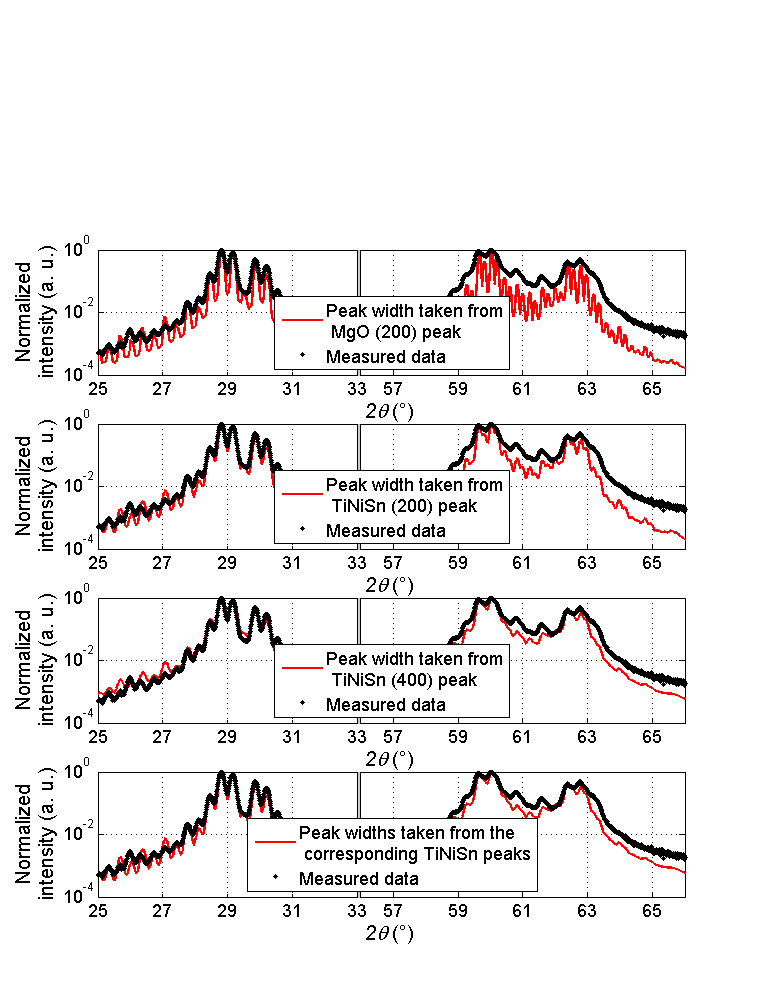 Normalized
intensity (a. u.)
10^0
10^-2
10^-4
Peak width taken from
MgO (200) peak
Measured data
25 27 29 31 33 57 59 61 63 65
2θ (°)
Normalized
intensity (a. u.)
10^0
10^-2
10^-4
Peak width taken from
TiNiSn (200) peak
Measured data
25 27 29 31 33 57 59 61 63 65
2θ (°)
Normalized
intensity (a. u.)
10^0
10^-2
10^-4
Peak width taken from
TiNiSn (400) peak
Measured data
25 27 29 31 33 57 59 61 63 65
2θ (°)
Normalized
intensity (a. u.)
10^0
10^-2
10^-4
Peak widths taken from the
corresponding TiNiSn peaks
Measured data
25 27 29 31 33 57 59 61 63 65
2θ (°)